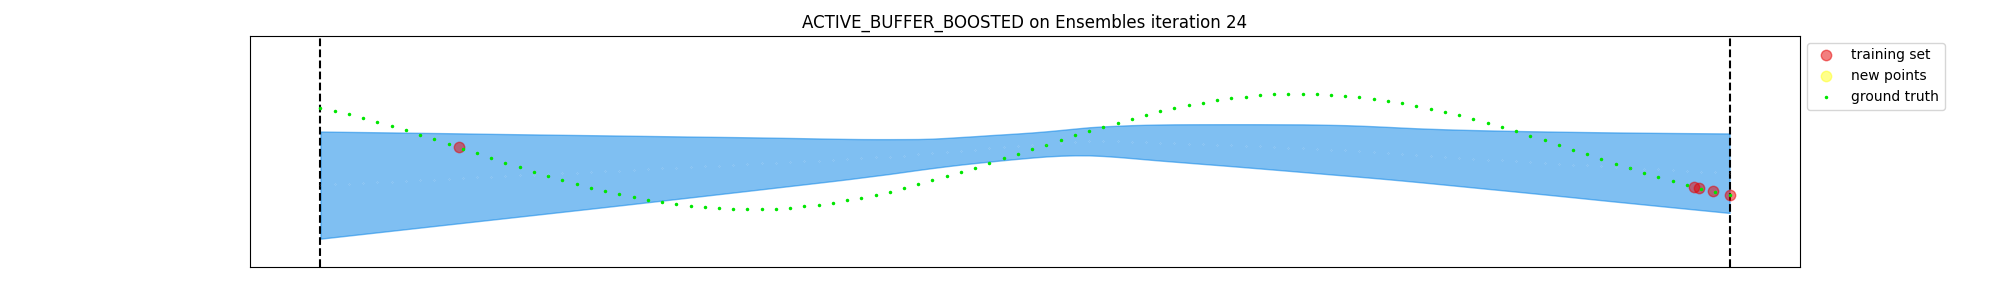 ACTIVE_BUFFER_BOOSTED on Ensembles iteration 24
training set
new points
ground truth